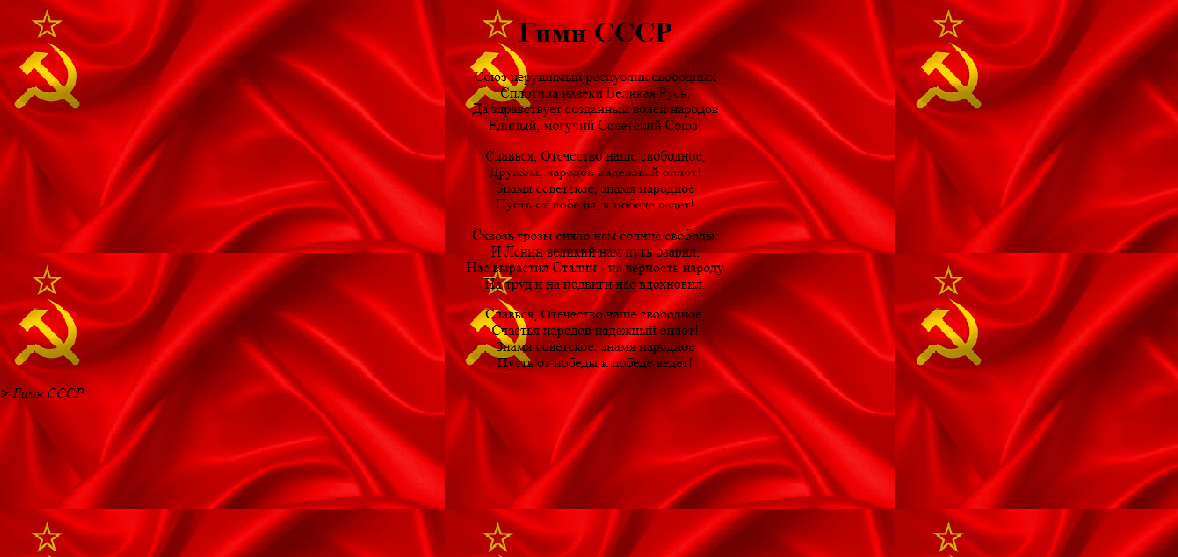 Гимн СССР
Союз нерушимый республик свободных
Сплотила навеки Великая Русь.
Да здравствует созданный волей народов
Единый, могучий Советский Союз
Славься, Отечество наше свободное,
Дружбы, народов надежный оплот!
Знамя советское, знамя народное
Пусть от победы, к победе ведет!
Сквозь грозы сияло нам солнце свободы,
И Ленин великий нам путь озарил.
Нас вырастил Сталин - на верность народу
На труд и на подвиги нас вдохновил.
Славься, Отечество наше свободное,
Счастья народов надежный оплот!
Знамя советское, знамя народное
Пусть от победы к победе ведет!
Гимн СССР